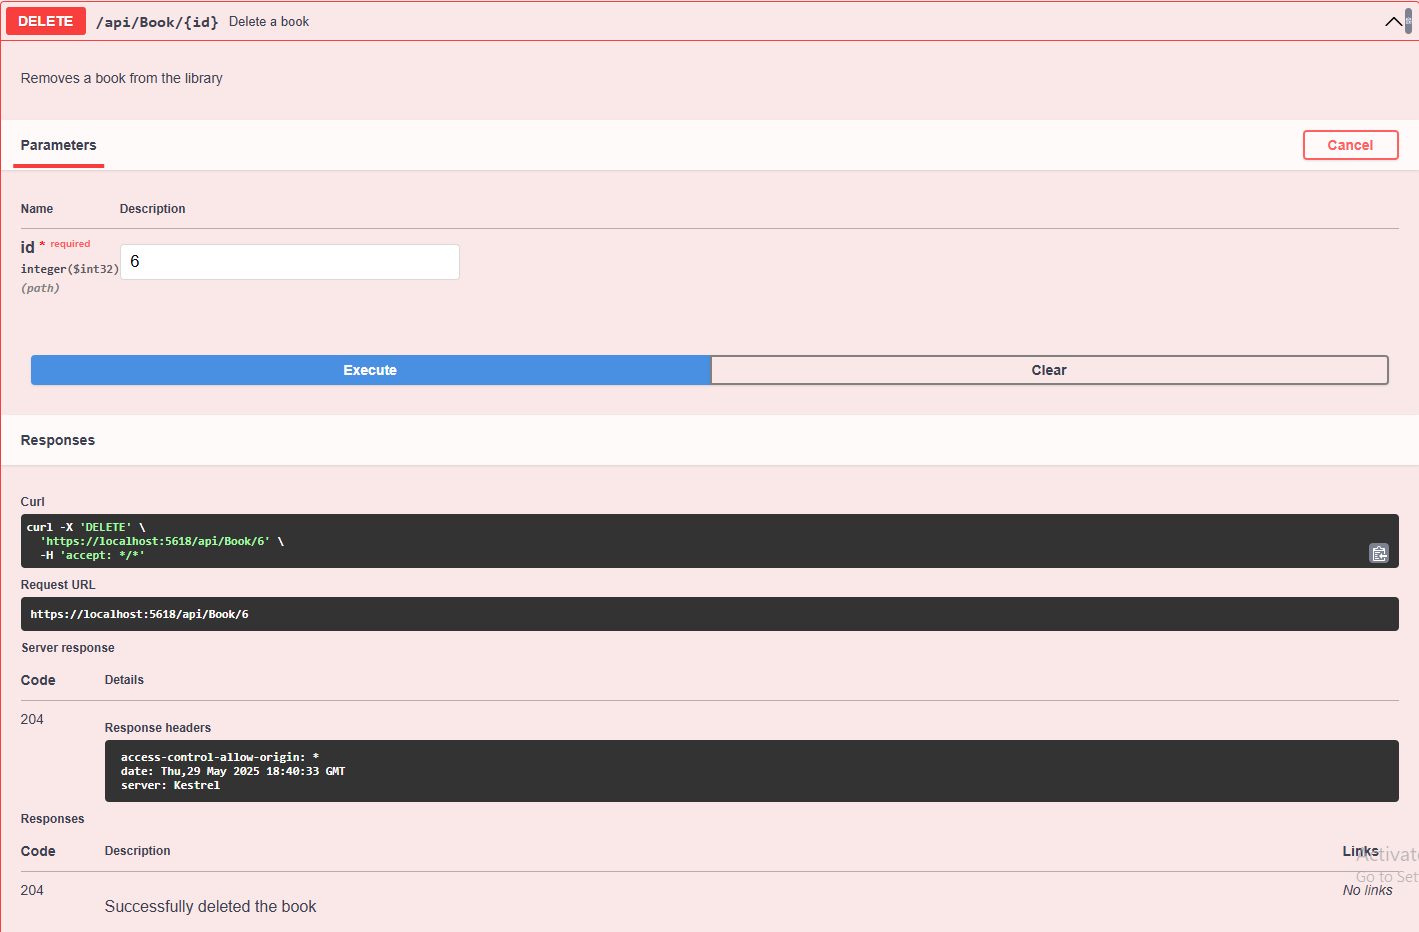 DELETE /api/Book/{id} Delete a book
Removes a book from the library
Parameters Cancel
Name Description
id * required
integer($int32)
(path)
6
Execute Clear
Responses
Curl
curl -X 'DELETE' \
'https://localhost:5618/api/Book/6' \
-H 'accept: */*'
Request URL
https://localhost:5618/api/Book/6
Server response
Code Details
204
Response headers
access-control-allow-origin: *
date: Thu,29 May 2025 18:40:33 GMT
server: Kestrel
Responses
Code Description Links
204
Successfully deleted the book
No links
Activat
Go to Set